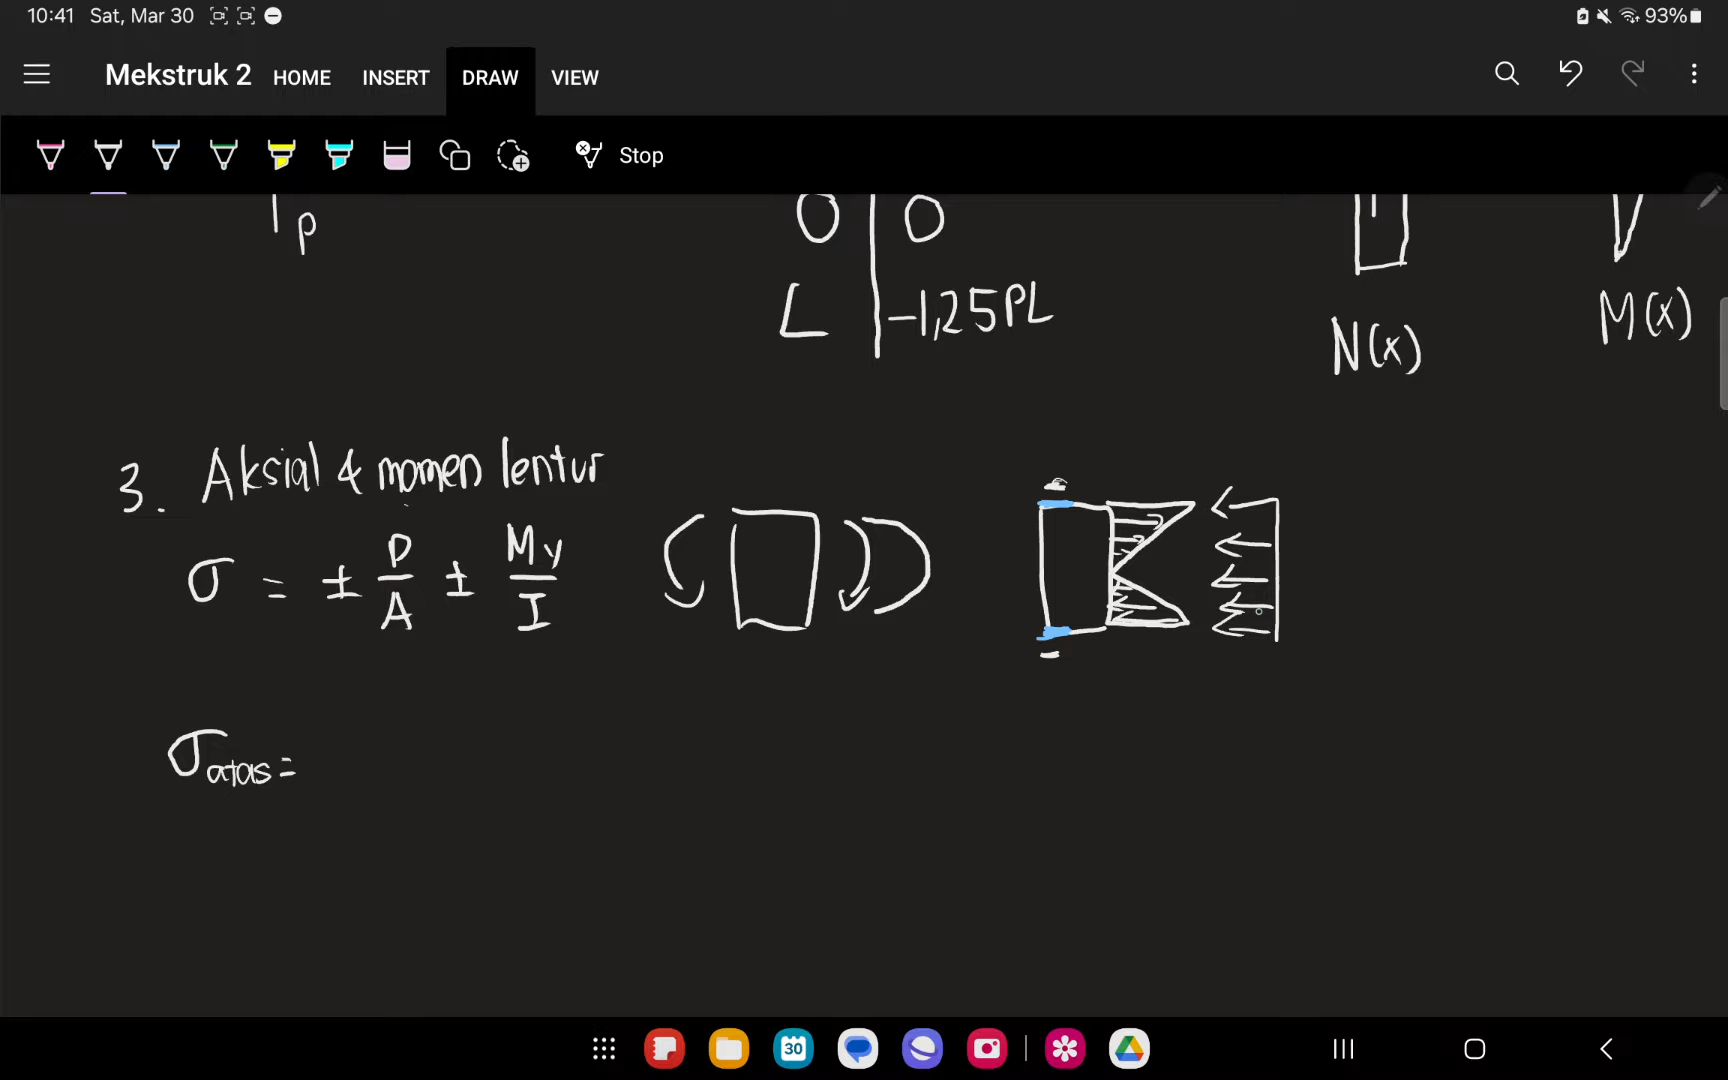 10:41 Sat, Mar 30 93%
Mekstruk 2 HOME INSERT DRAW VIEW
Stop
P
0 0
L -1,25PL
N(x)
M(x)
3. Aksial & momen lentur
σ = ± P/A ± My/I
σatas =
30